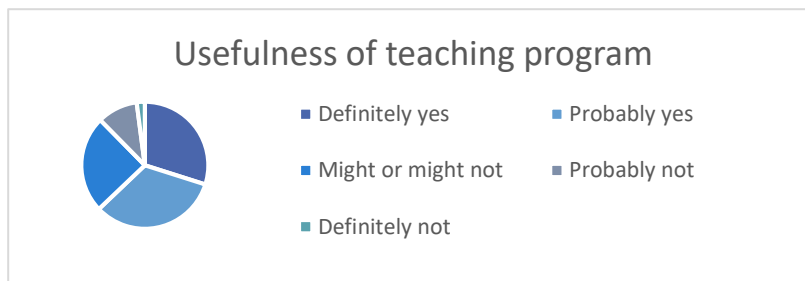 Usefulness of teaching program
Definitely yes
Probably yes
Might or might not
Probably not
Definitely not